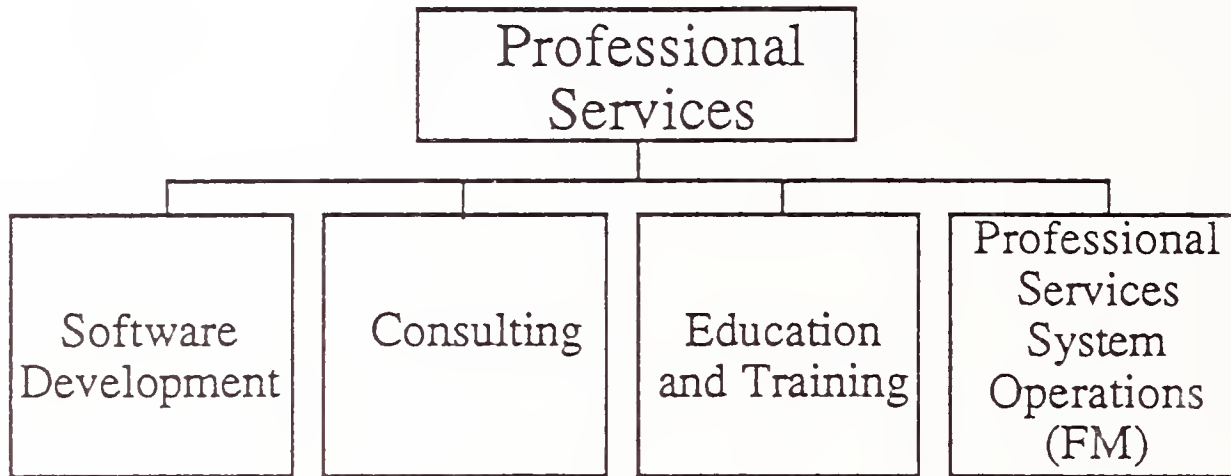 Professional
Services
Software
Development
Consulting
Education
and Training
Professional
Services
System
Operations
(FM)